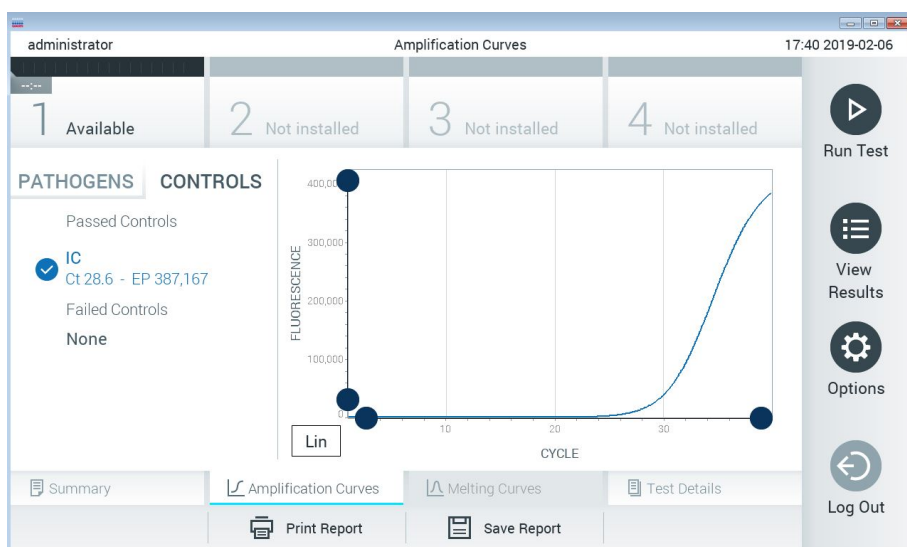 administrator
Amplification Curves
17:40 2019-02-06
--:--
1 Available
2 Not installed
3 Not installed
4 Not installed
Run Test
View
Results
Options
Log Out
PATHOGENS
CONTROLS
Passed Controls
IC
Ct 28.6 - EP 387,167
Failed Controls
None
FLUORESCENCE
300,000
200,000
100,000
0
10
20
30
CYCLE
Lin
Summary
Amplification Curves
Melting Curves
Test Details
Print Report
Save Report